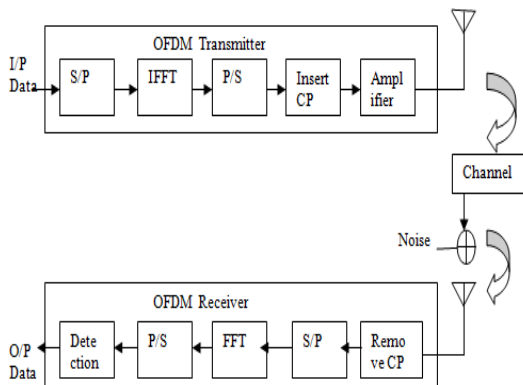 OFDM Transmitter
I/P
Data
S/P
IFFT
P/S
Insert
CP
Ampl
ifier
Channel
Noise
OFDM Receiver
O/P
Data
Dete
ction
P/S
FFT
S/P
Remo
ve CP